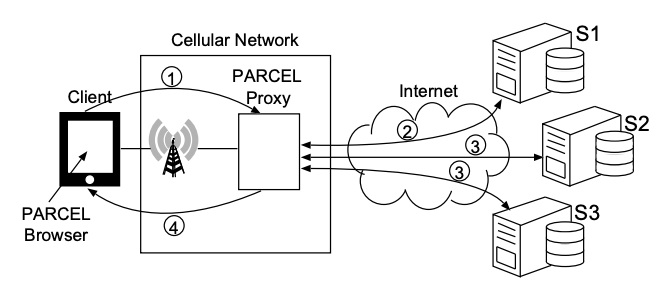 Cellular Network
S1
PARCEL
Proxy
Client
Internet
1
2
S2
3
3
PARCEL
Browser
4
S3